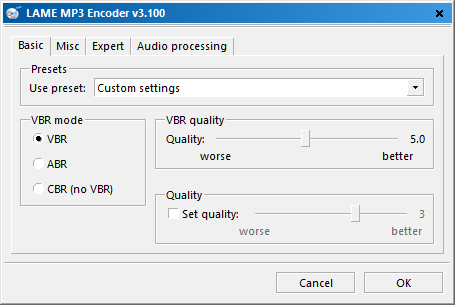 LAME MP3 Encoder v3.100
Basic Misc Expert Audio processing
Presets
Use preset: Custom settings
VBR mode
VBR
ABR
CBR (no VBR)
VBR quality
Quality: 5.0
worse better
Quality
Set quality: 3
worse better
Cancel OK